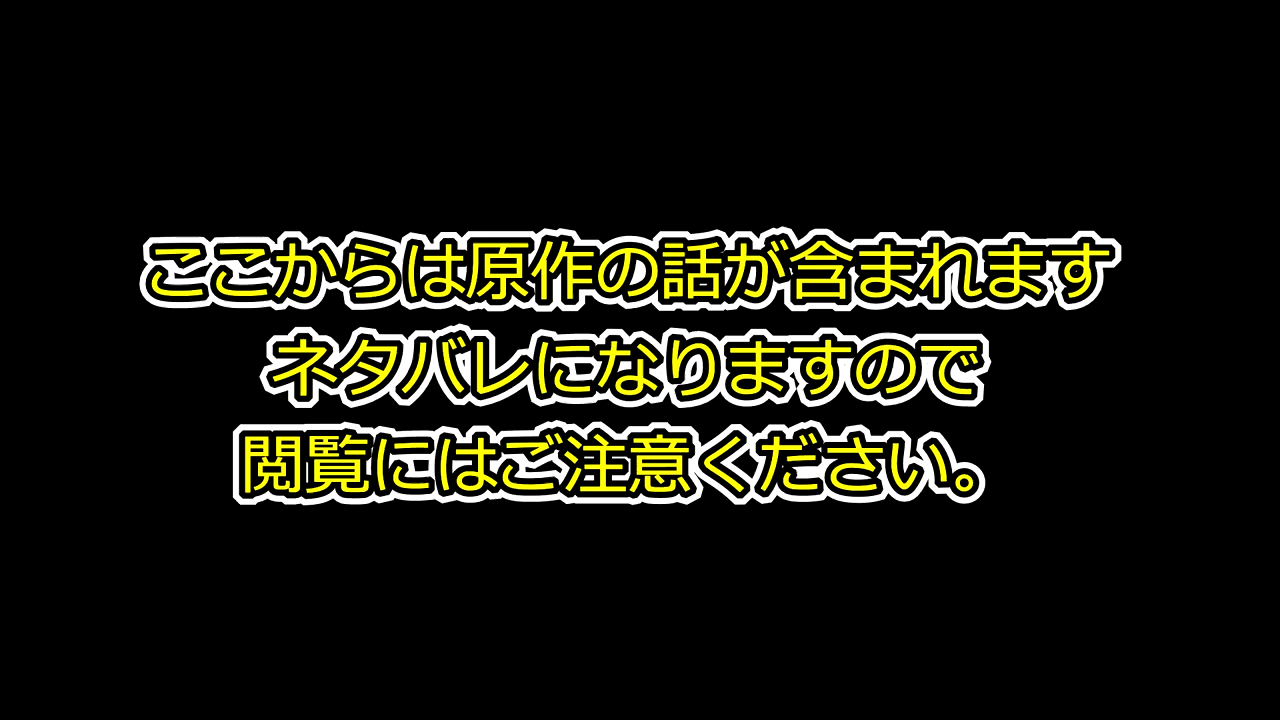 ここからは原作の話が含まれます
ネタバレになりますので
閲覧にはご注意ください。